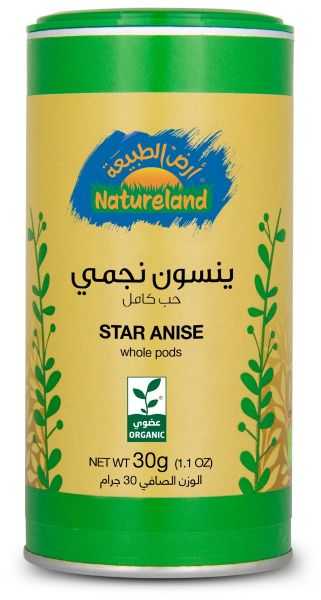 أرض الطبيعة
Natureland
ينسون نجمي
حب كامل
STAR ANISE
whole pods
عضوي
ORGANIC
NET WT 30g (1.1 OZ)
الوزن الصافي 30 جرام